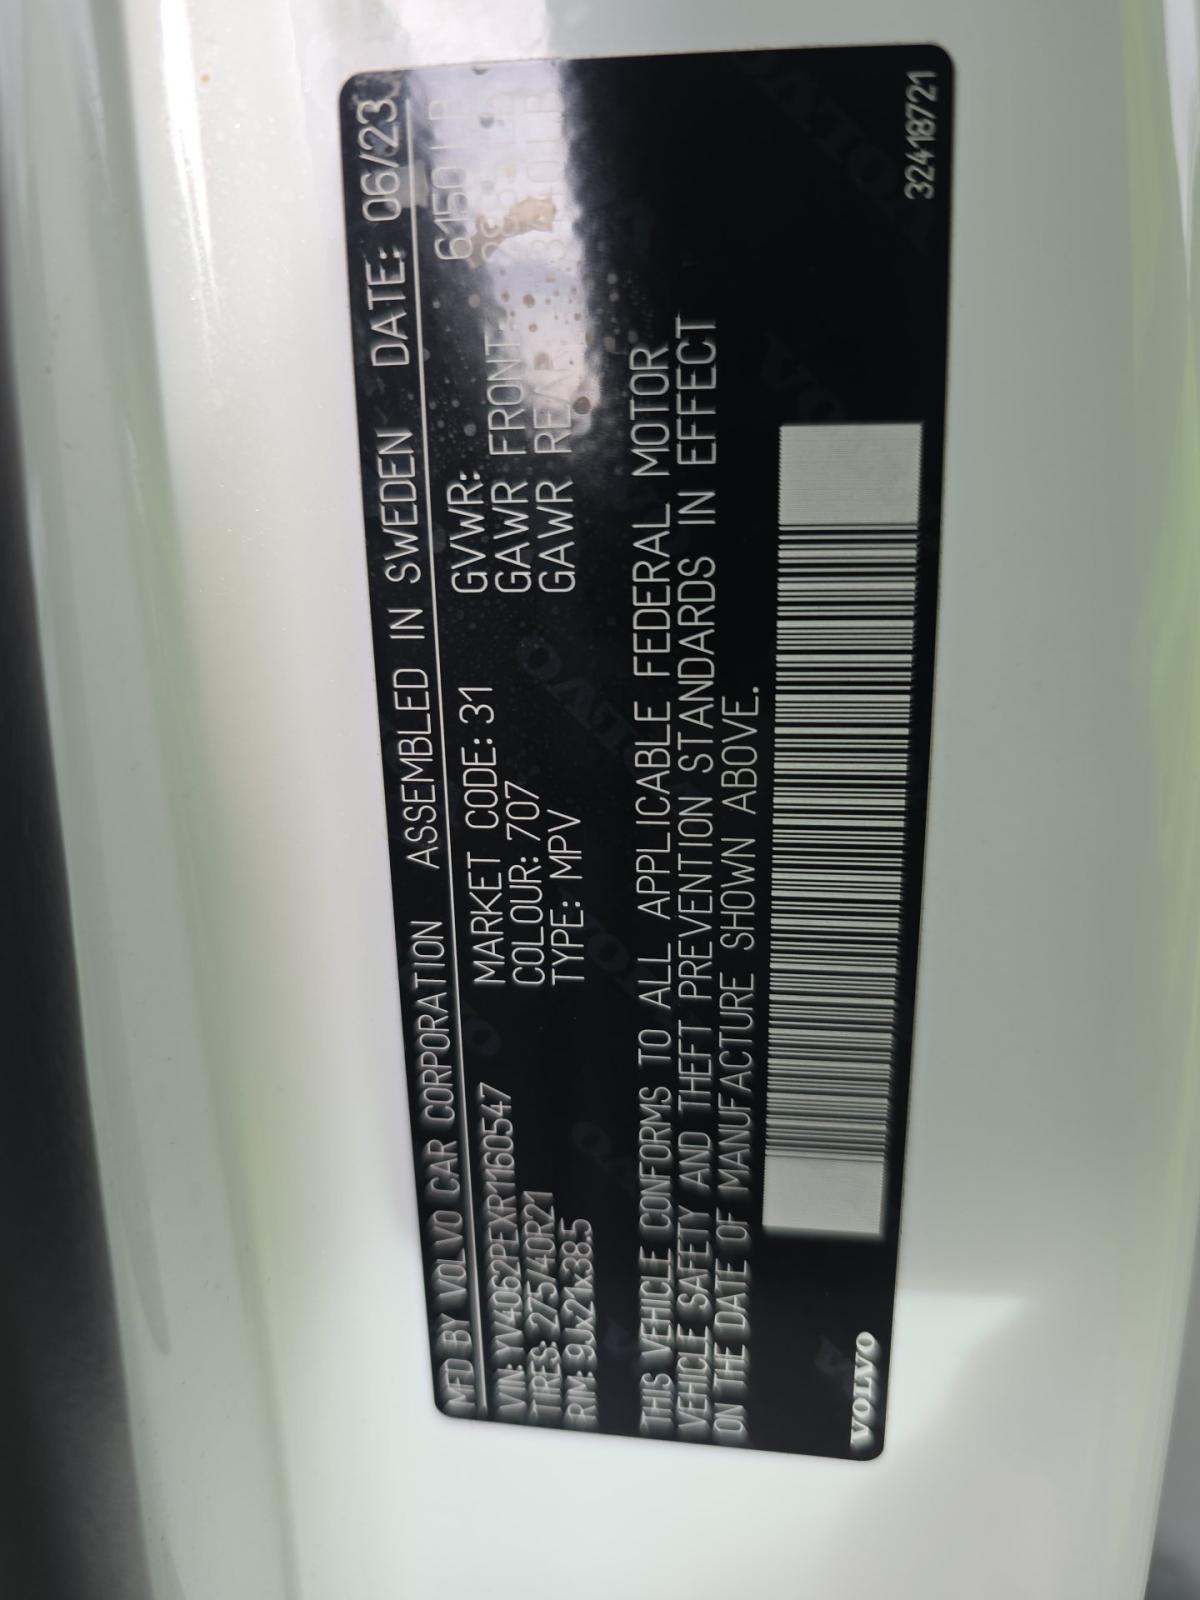 MFD BY VOLVO CAR CORPORATION ASSEMBLED IN SWEDEN DATE: 06/23
VIN: YV4062PEXR1160547 MARKET CODE: 31 GVWR: 6150 LB
TIRES: 275/40R21 COLOUR: 707 GAWR FRONT:
RIM: 9Jx21x38.5 TYPE: MPV GAWR REAR:
THIS VEHICLE CONFORMS TO ALL APPLICABLE FEDERAL MOTOR
VEHICLE SAFETY AND THEFT PREVENTION STANDARDS IN EFFECT
ON THE DATE OF MANUFACTURE SHOWN ABOVE.
VOLVO 32418721